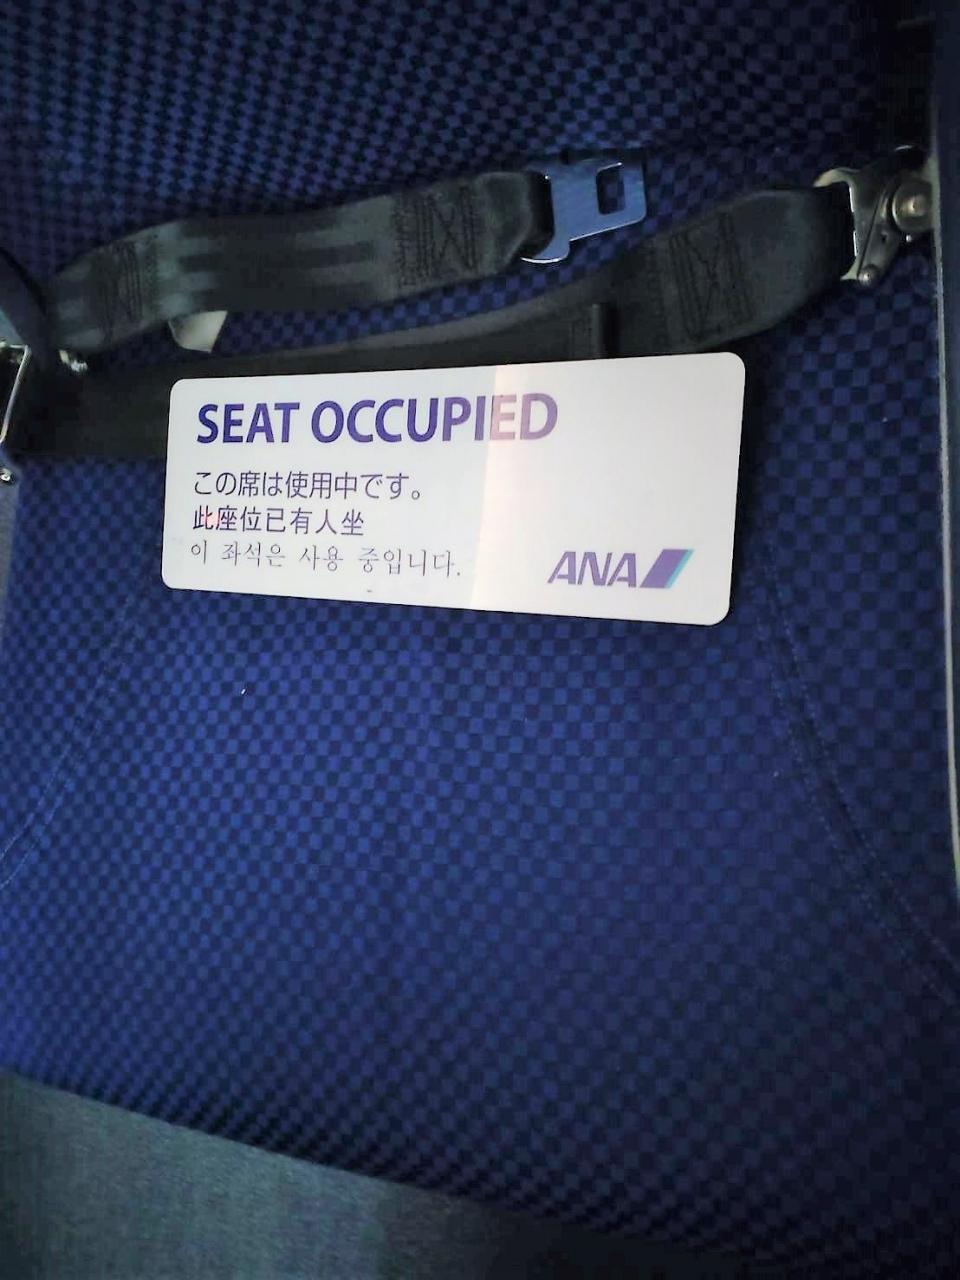 SEAT OCCUPIED
この席は使用中です。
此座位已有人坐
이 좌석은 사용 중입니다.
ANA